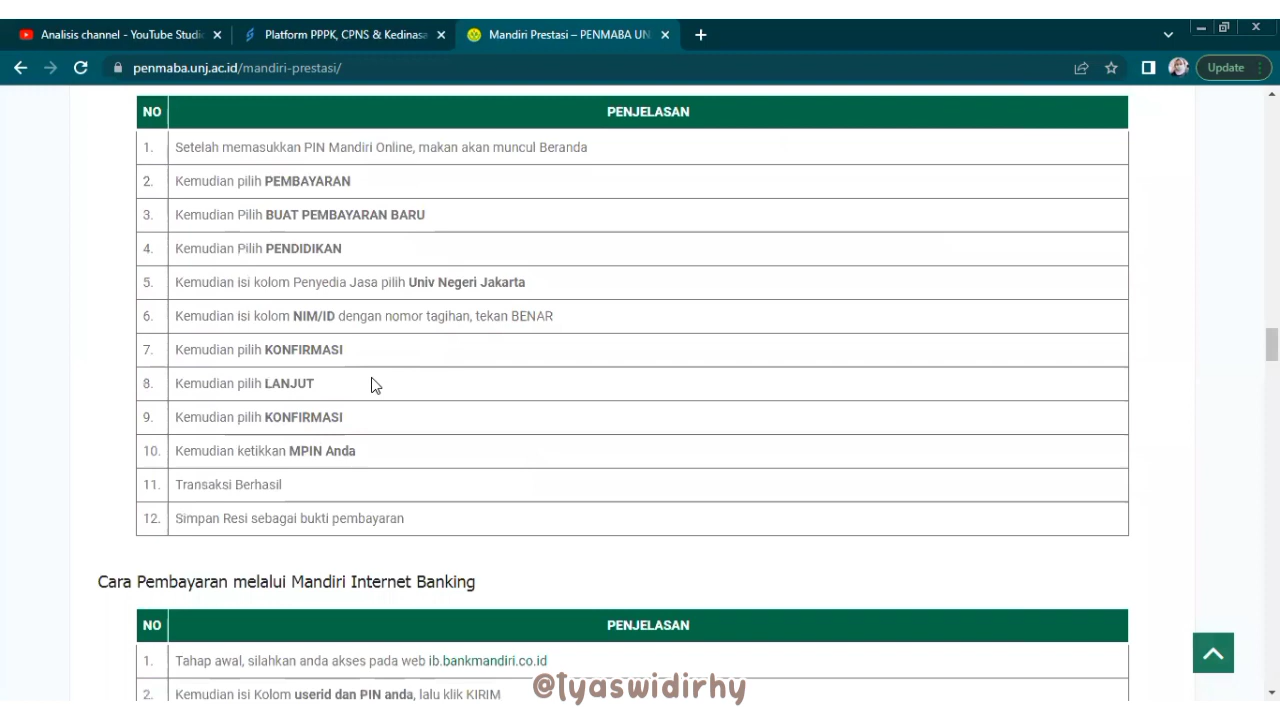 Analisis channel - YouTube Studio
Platform PPPK, CPNS & Kedinasa
Mandiri Prestasi – PENMABA UN
penmaba.unj.ac.id/mandiri-prestasi/
Update
NO PENJELASAN
1. Setelah memasukkan PIN Mandiri Online, makan akan muncul Beranda
2. Kemudian pilih PEMBAYARAN
3. Kemudian Pilih BUAT PEMBAYARAN BARU
4. Kemudian Pilih PENDIDIKAN
5. Kemudian isi kolom Penyedia Jasa pilih Univ Negeri Jakarta
6. Kemudian isi kolom NIM/ID dengan nomor tagihan, tekan BENAR
7. Kemudian pilih KONFIRMASI
8. Kemudian pilih LANJUT
9. Kemudian pilih KONFIRMASI
10. Kemudian ketikkan MPIN Anda
11. Transaksi Berhasil
12. Simpan Resi sebagai bukti pembayaran
Cara Pembayaran melalui Mandiri Internet Banking
NO PENJELASAN
1. Tahap awal, silahkan anda akses pada web ib.bankmandiri.co.id
2. Kemudian isi Kolom userid dan PIN anda, lalu klik KIRIM
@tyaswidirhy